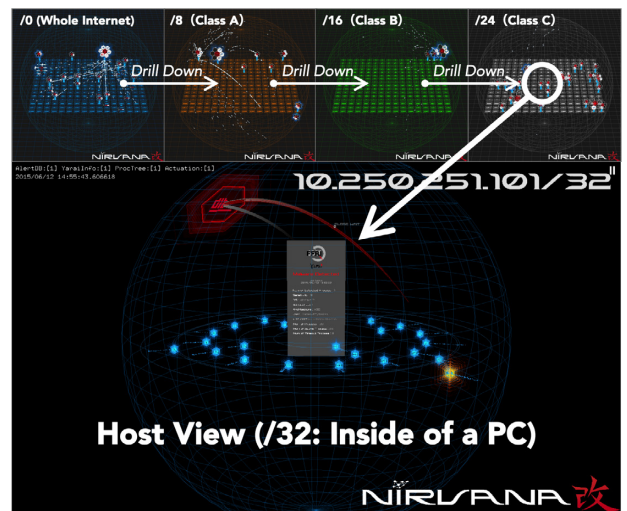 /0 (Whole Internet)
/8 (Class A)
/16 (Class B)
/24 (Class C)
Drill Down
Drill Down
Drill Down
NIRVANA改
NIRVANA改
NIRVANA改
NIRVANA改
AlertDB:[1] YaraiInfo:[1] ProcTree:[1] Actuation:[1]
2015/06/12 14:55:43.606618
10.250.251.101/32
FFRI
Host View (/32: Inside of a PC)
NIRVANA改